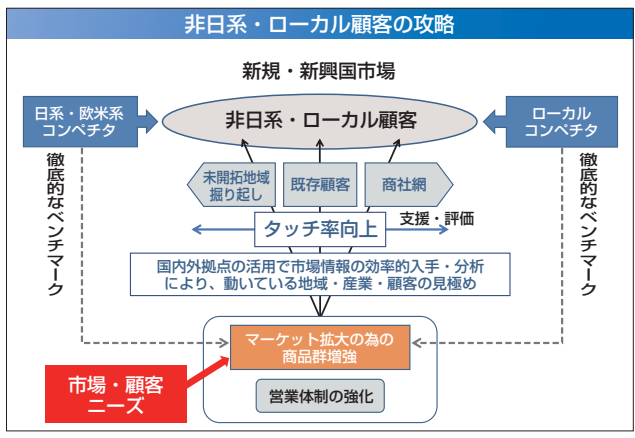 非日系・ローカル顧客の攻略
新規・新興国市場
日系・欧米系
コンペチタ
非日系・ローカル顧客
ローカル
コンペチタ
徹底的なベンチマーク
未開拓地域
掘り起し
既存顧客
商社網
徹底的なベンチマーク
タッチ率向上
支援・評価
国内外拠点の活用で市場情報の効率的入手・分析
により、動いている地域・産業・顧客の見極め
マーケット拡大の為の
商品群増強
市場・顧客
ニーズ
営業体制の強化